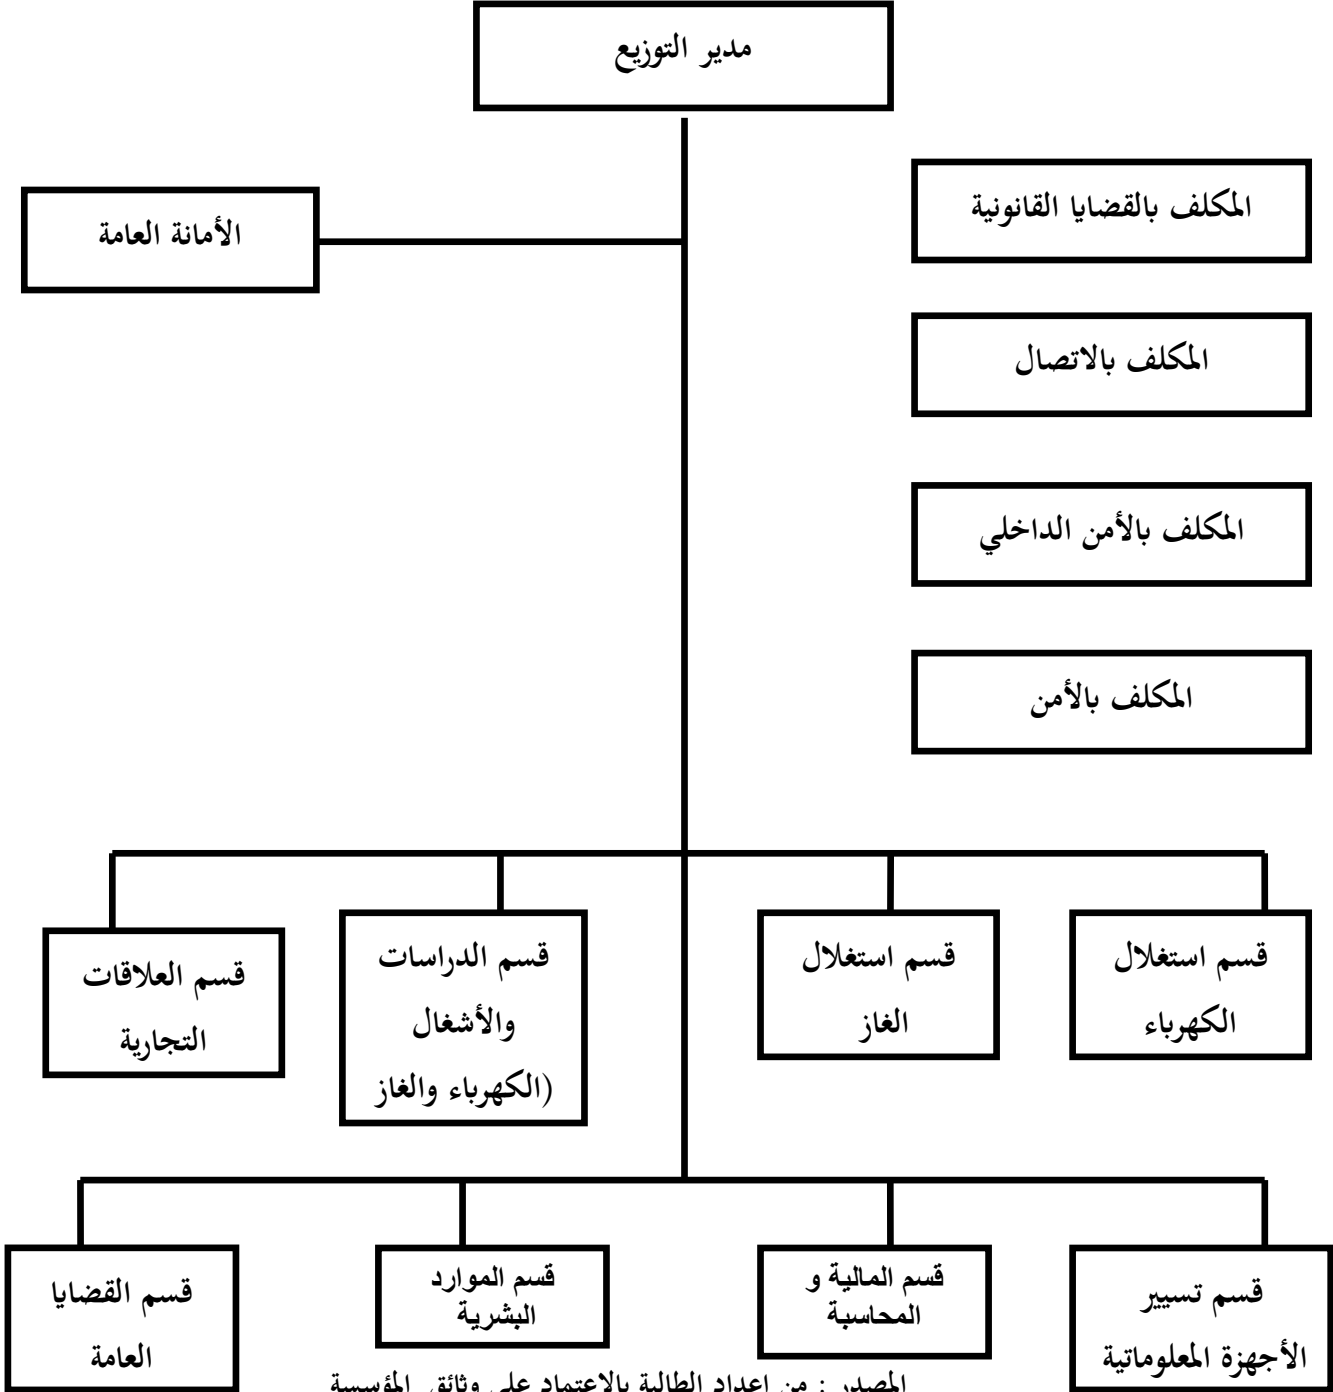 مدير التوزيع
المكلف بالقضايا القانونية
الأمانة العامة
المكلف بالاتصال
المكلف بالأمن الداخلي
المكلف بالأمن
قسم استغلال
الكهرباء
قسم استغلال
الغاز
قسم الدراسات
والأشغال
(الكهرباء والغاز
قسم العلاقات
التجارية
قسم تسيير
الأجهزة المعلوماتية
قسم المالية و
المحاسبة
قسم الموارد
البشرية
قسم القضايا
العامة
المصدر : من اعداد الطالبة بالاعتماد على وثائق المؤسسة